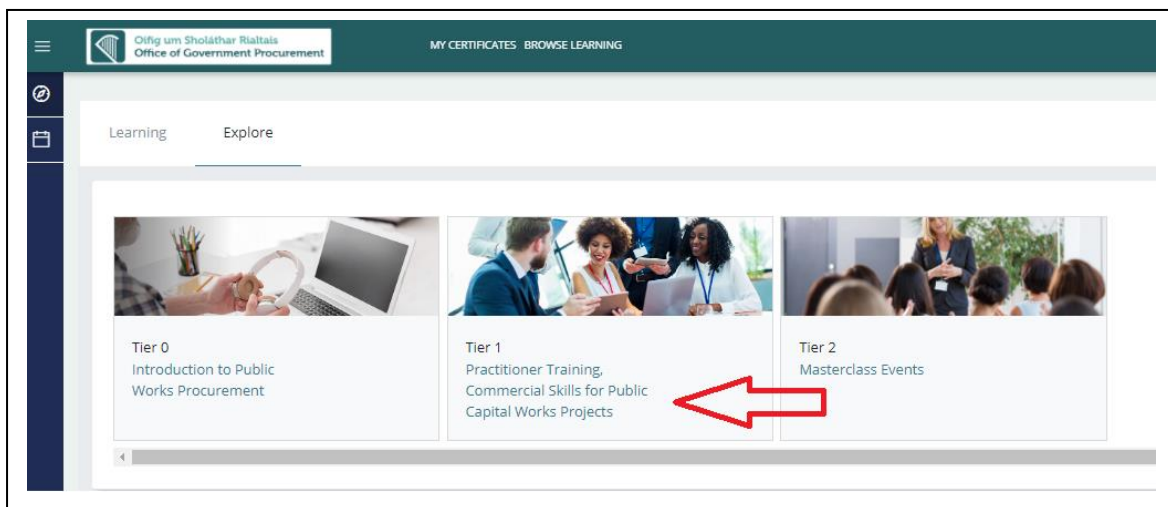 Oifig um Sholáthar Rialtais
Office of Government Procurement
MY CERTIFICATES BROWSE LEARNING
Learning Explore
Tier 0
Introduction to Public
Works Procurement
Tier 1
Practitioner Training,
Commercial Skills for Public
Capital Works Projects
Tier 2
Masterclass Events